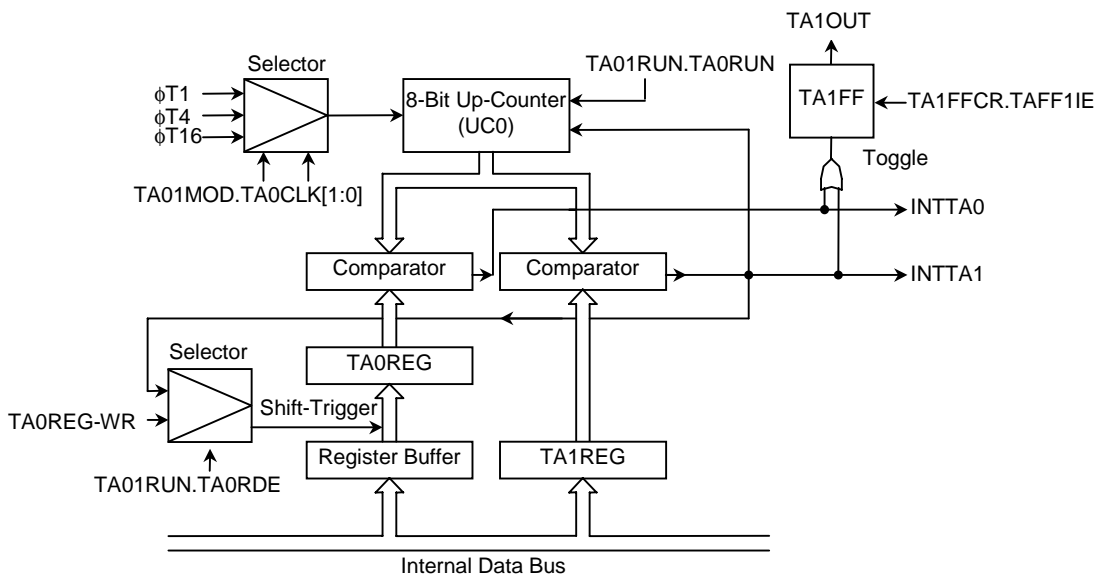 TA1OUT
Selector
TA01RUN.TA0RUN
8-Bit Up-Counter
(UC0)
TA1FF
TA1FFCR.TAFF1IE
ϕT1
ϕT4
ϕT16
Toggle
TA01MOD.TA0CLK[1:0]
INTTA0
Comparator
Comparator
INTTA1
Selector
TA0REG
Shift-Trigger
TA0REG-WR
Register Buffer
TA1REG
TA01RUN.TA0RDE
Internal Data Bus